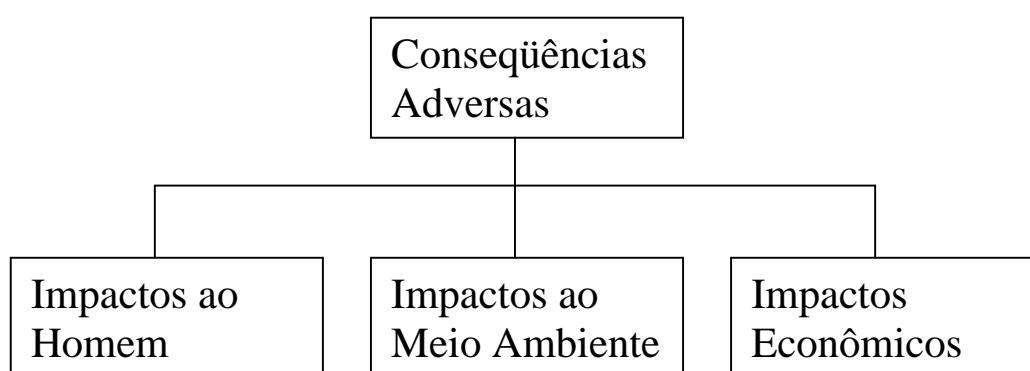 Conseqüências
Adversas
Impactos ao
Homem
Impactos ao
Meio Ambiente
Impactos
Econômicos